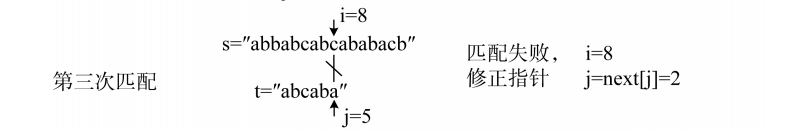 i=8
s="abbabcabcababacb"
匹配失败， i=8
第三次匹配
修正指针 j=next[j]=2
t="abcaba"
j=5